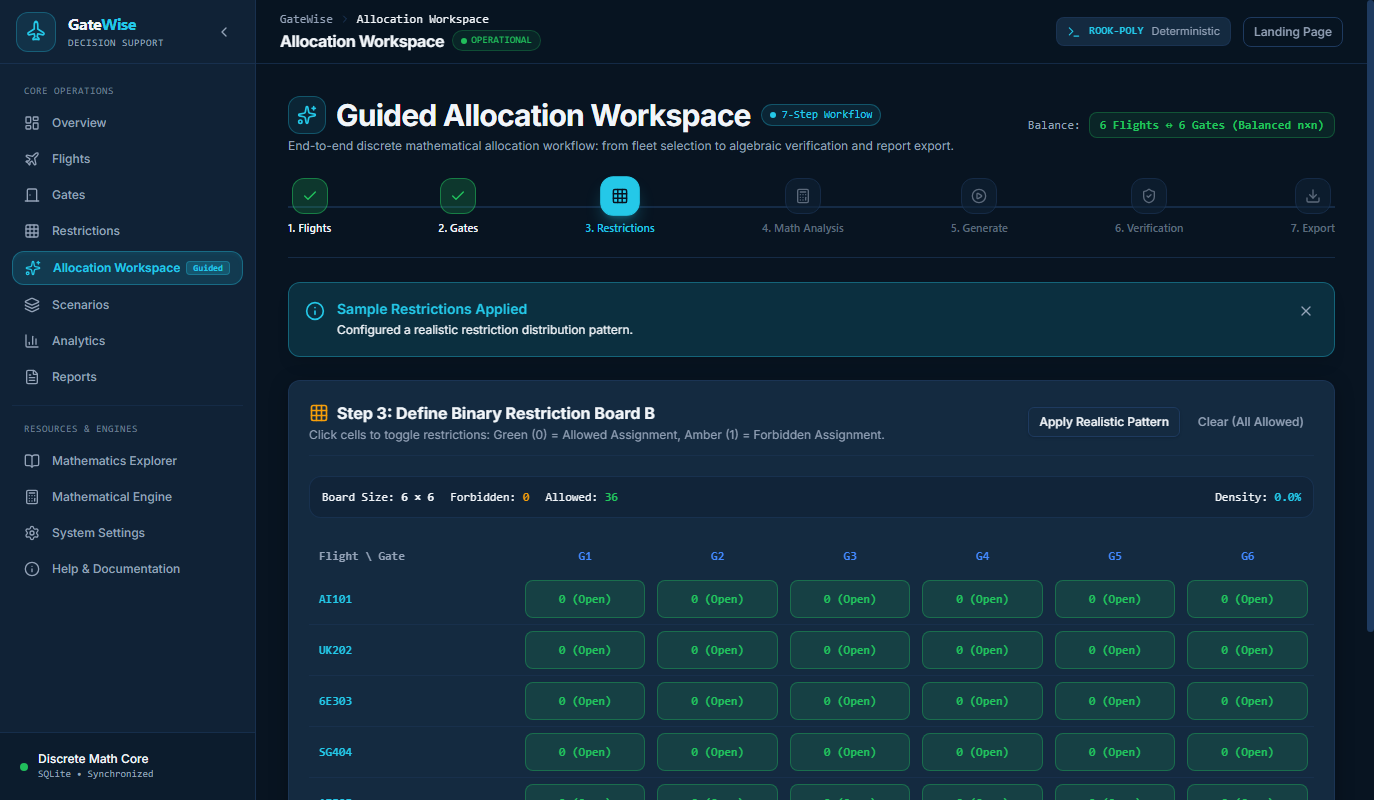 GateWise
DECISION SUPPORT
CORE OPERATIONS
Overview
Flights
Gates
Restrictions
Allocation Workspace Guided
Scenarios
Analytics
Reports
RESOURCES & ENGINES
Mathematics Explorer
Mathematical Engine
System Settings
Help & Documentation
Discrete Math Core
SQLite • Synchronized
GateWise > Allocation Workspace
Allocation Workspace OPERATIONAL
>_ ROOK-POLY Deterministic
Landing Page
Guided Allocation Workspace 7-Step Workflow
End-to-end discrete mathematical allocation workflow: from fleet selection to algebraic verification and report export.
Balance: 6 Flights ↔ 6 Gates (Balanced n×n)
1. Flights 2. Gates 3. Restrictions 4. Math Analysis 5. Generate 6. Verification 7. Export
Sample Restrictions Applied
Configured a realistic restriction distribution pattern.
Step 3: Define Binary Restriction Board B
Click cells to toggle restrictions: Green (0) = Allowed Assignment, Amber (1) = Forbidden Assignment.
Apply Realistic Pattern Clear (All Allowed)
Board Size: 6 × 6 Forbidden: 0 Allowed: 36 Density: 0.0%
Flight \ Gate G1 G2 G3 G4 G5 G6
AI101 0 (Open) 0 (Open) 0 (Open) 0 (Open) 0 (Open) 0 (Open)
UK202 0 (Open) 0 (Open) 0 (Open) 0 (Open) 0 (Open) 0 (Open)
6E303 0 (Open) 0 (Open) 0 (Open) 0 (Open) 0 (Open) 0 (Open)
SG404 0 (Open) 0 (Open) 0 (Open) 0 (Open) 0 (Open) 0 (Open)